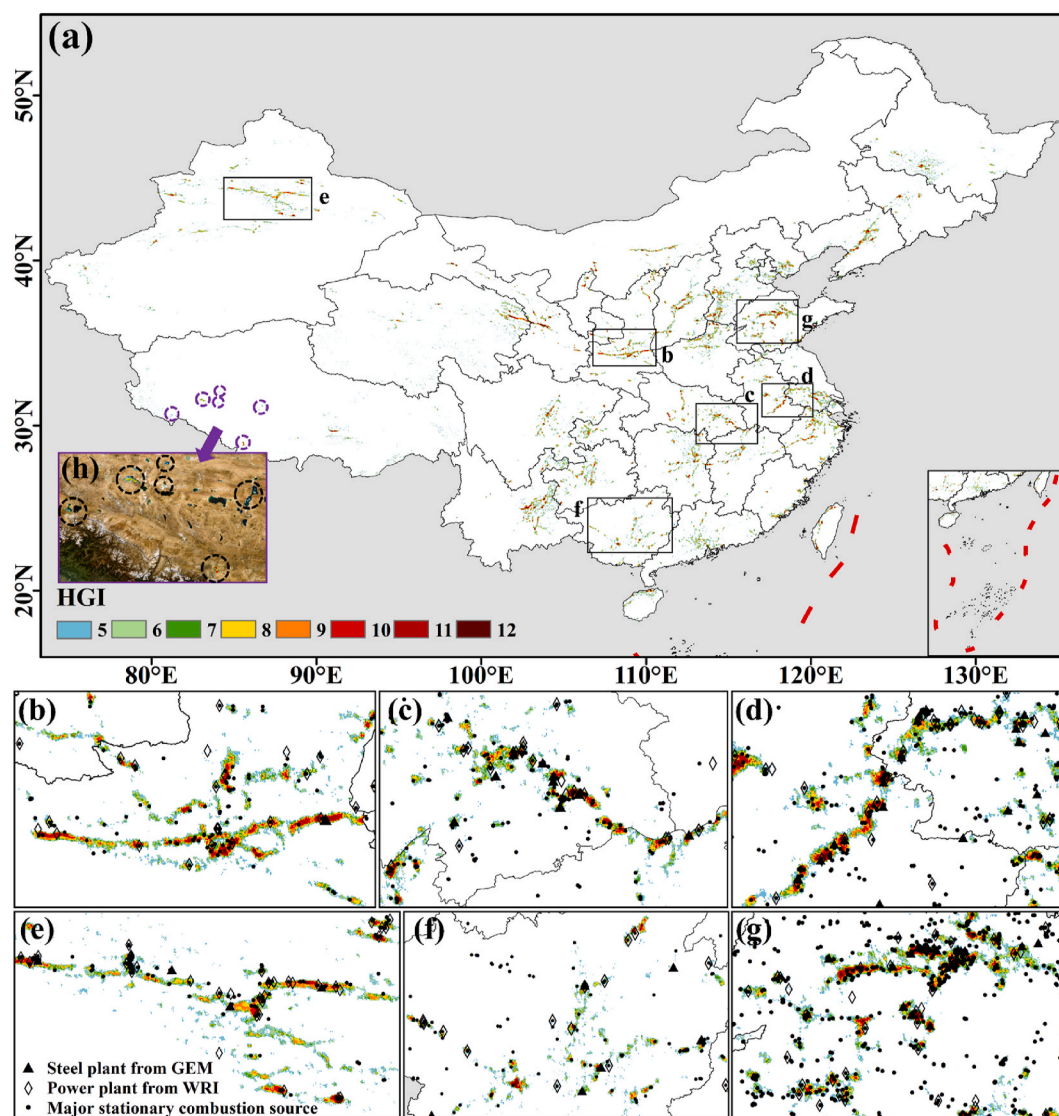 (a)
50°N
40°N
30°N
20°N
e
g
b
d
c
f
(h)
HGI
5 6 7 8 9 10 11 12
80°E 90°E 100°E 110°E 120°E 130°E
(b) (c) (d)
(e) (f) (g)
Steel plant from GEM
Power plant from WRI
Major stationary combustion source